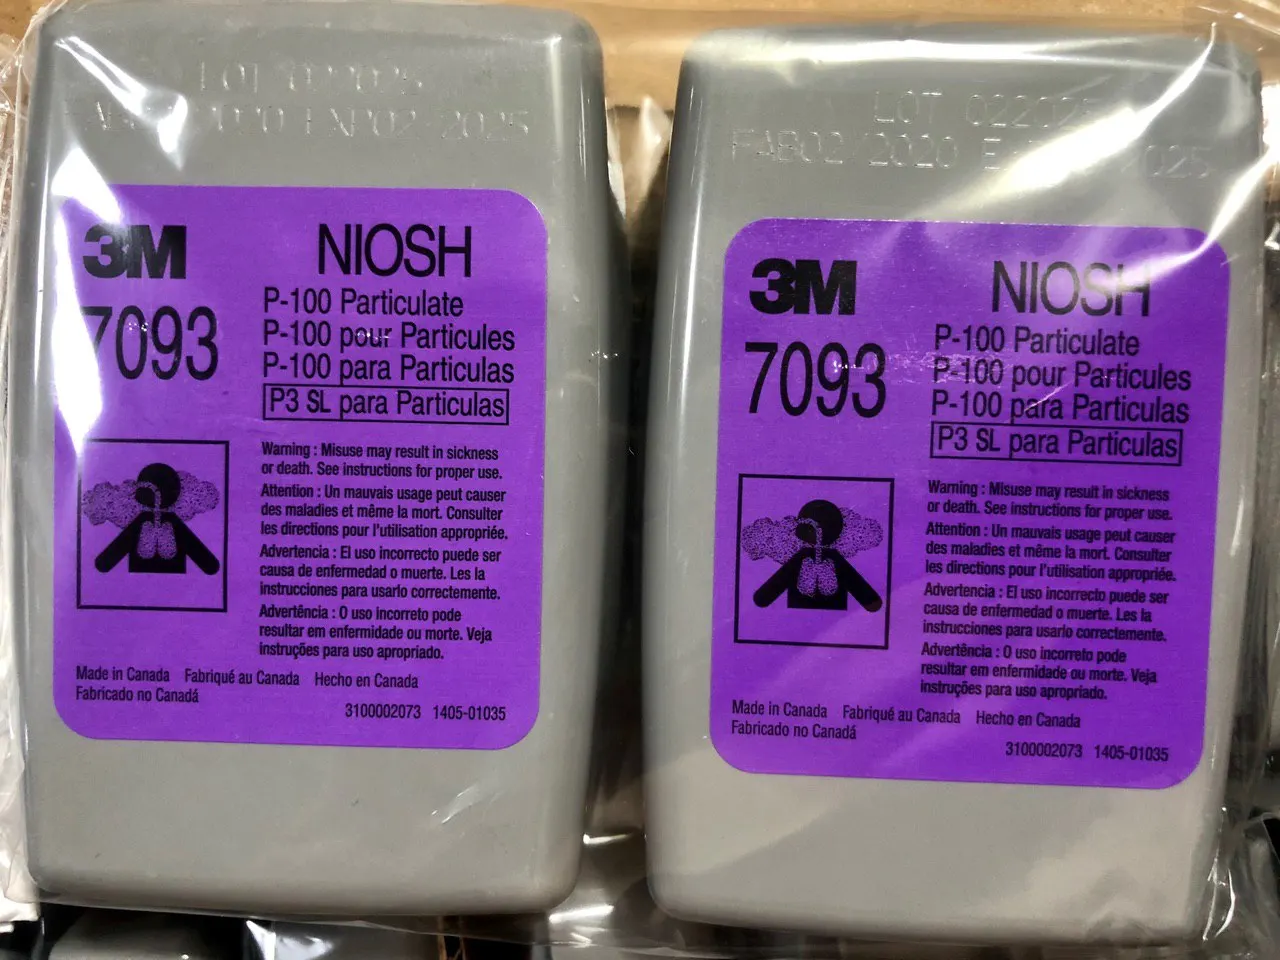 LOT 022025
2020 EXP02 2025
3M
7093
NIOSH
P-100 Particulate
P-100 pour Particules
P-100 para Particulas
P3 SL para Particulas
Warning : Misuse may result in sickness
or death. See instructions for proper use.
Attention : Un mauvais usage peut causer
des maladies et même la mort. Consulter
les directions pour l'utilisation appropriée.
Advertencia : El uso incorrecto puede ser
causa de enfermedad o muerte. Les la
instrucciones para usarlo correctemente.
Advertência : O uso incorreto pode
resultar em enfermidade ou morte. Veja
instruções para uso apropriado.
Made in Canada Fabriqué au Canada Hecho en Canada
Fabricado no Canadá
3100002073 1405-01035
LOT 022025
FAB02 2020 2025
3M
7093
NIOSH
P-100 Particulate
P-100 pour Particules
P-100 para Particulas
P3 SL para Particulas
Warning : Misuse may result in sickness
or death. See instructions for proper use.
Attention : Un mauvais usage peut causer
des maladies et même la mort. Consulter
les directions pour l'utilisation appropriée.
Advertencia : El uso incorrecto puede ser
causa de enfermedad o muerte. Les la
instrucciones para usarlo correctemente.
Advertência : O uso incorreto pode
resultar em enfermidade ou morte. Veja
instruções para uso apropriado.
Made in Canada Fabriqué au Canada Hecho en Canada
Fabricado no Canadá
3100002073 1405-01035